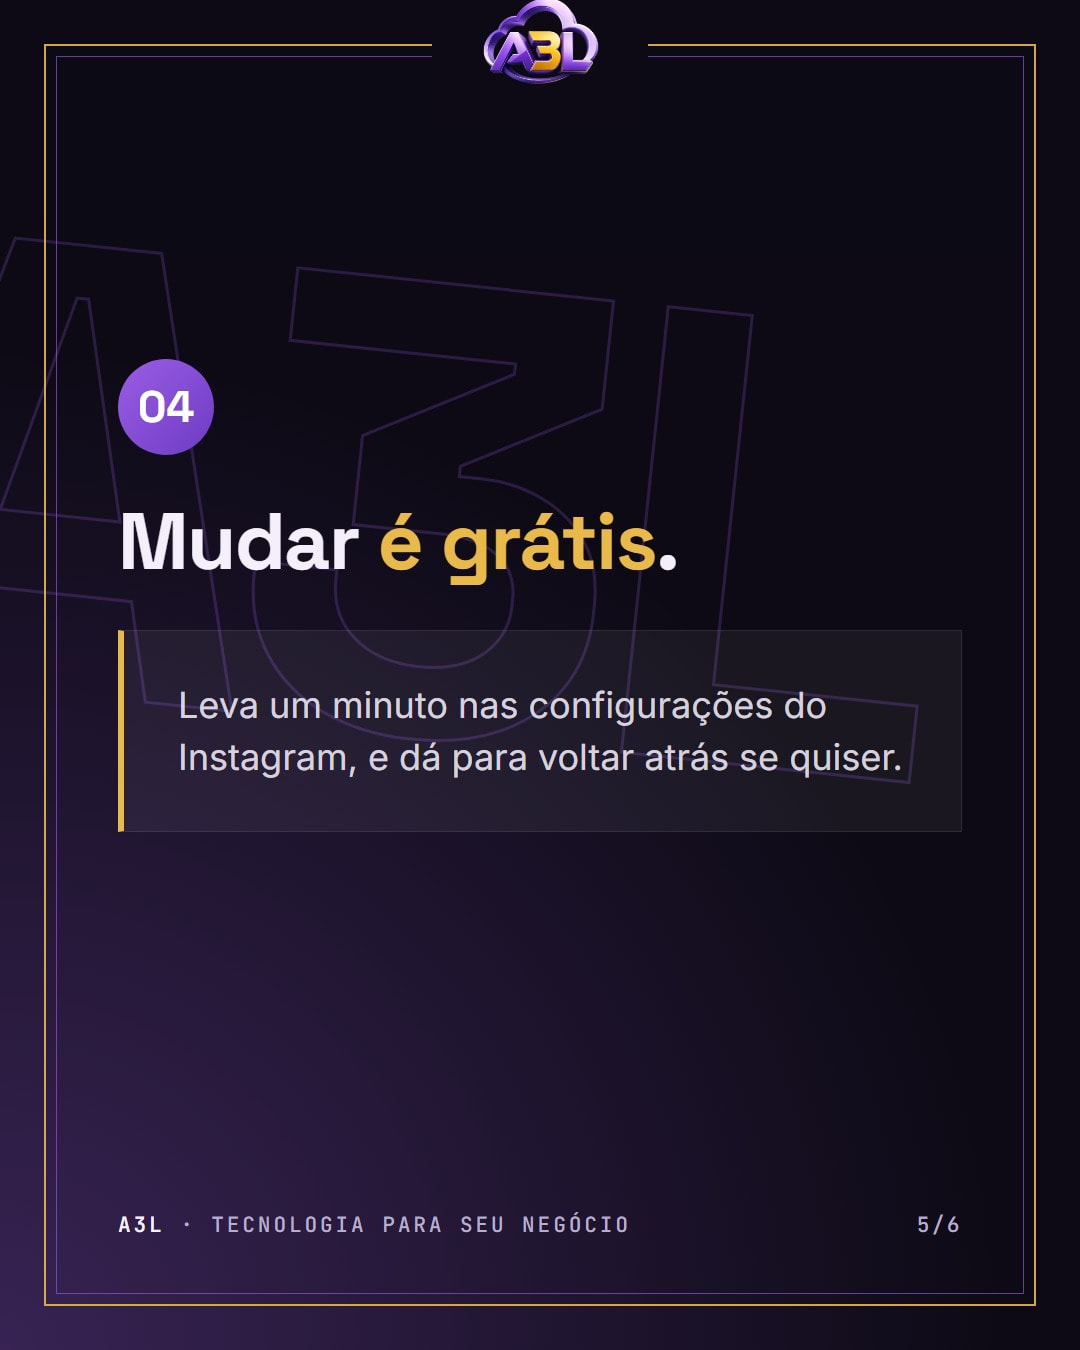 A3L
04
Mudar é grátis.
Leva um minuto nas configurações do
Instagram, e dá para voltar atrás se quiser.
A3L · TECNOLOGIA PARA SEU NEGÓCIO
5/6